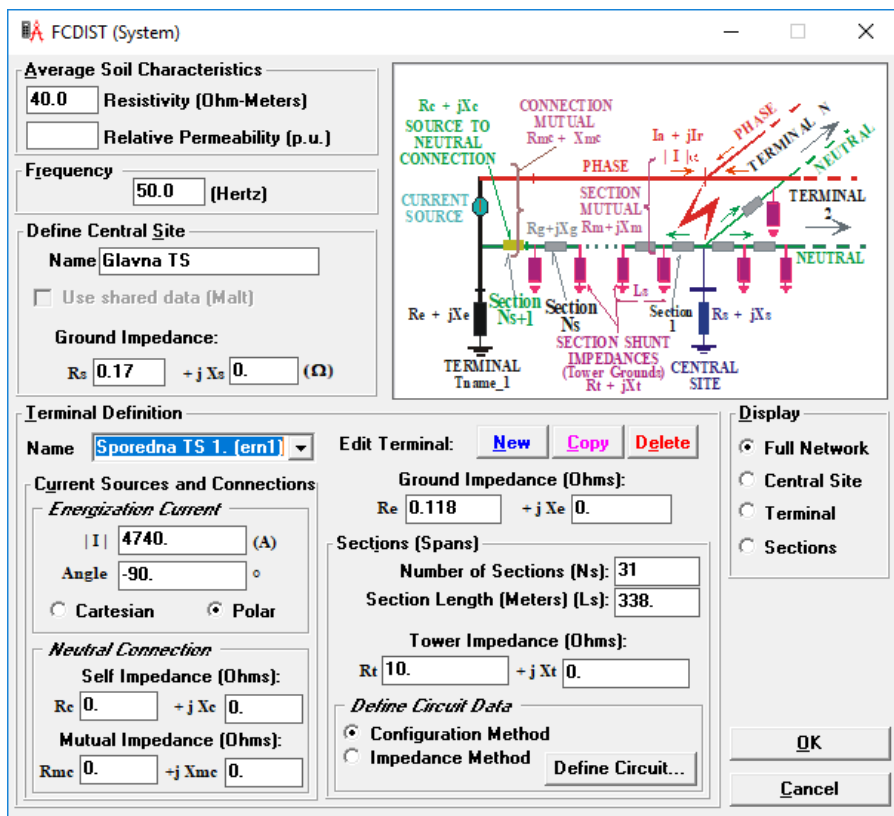 FCDIST (System)
Average Soil Characteristics
40.0 Resistivity (Ohm-Meters)
Relative Permeability (p.u.)
Frequency
50.0 (Hertz)
Define Central Site
Name Glavna TS
Use shared data (Malt)
Ground Impedance:
Rs 0.17 + j Xs 0. (Ω)
Rc + jXc
SOURCE TO
NEUTRAL
CONNECTION
CONNECTION
MUTUAL
Rmc + Xmc
Ia + jIr
| I |α
PHASE
TERMINAL N
NEUTRAL
PHASE
CURRENT
SOURCE
SECTION
MUTUAL
Rm+jXm
TERMINAL
2
Rg+jXg
NEUTRAL
Ls
Re + jXe
Section
Ns+1
Section
Ns
Section
1
Rs + jXs
TERMINAL
Tname_1
SECTION SHUNT
IMPEDANCES
(Tower Grounds)
Rt + jXt
CENTRAL
SITE
Terminal Definition
Name Sporedna TS 1. (ern1)
Edit Terminal: New Copy Delete
Current Sources and Connections
Energization Current
| I | 4740. (A)
Angle -90. °
Cartesian Polar
Neutral Connection
Self Impedance (Ohms):
Rc 0. + j Xc 0.
Mutual Impedance (Ohms):
Rmc 0. +j Xmc 0.
Ground Impedance (Ohms):
Re 0.118 + j Xe 0.
Sections (Spans)
Number of Sections (Ns): 31
Section Length (Meters) (Ls): 338.
Tower Impedance (Ohms):
Rt 10. + j Xt 0.
Define Circuit Data
Configuration Method
Impedance Method
Define Circuit...
Display
Full Network
Central Site
Terminal
Sections
OK
Cancel